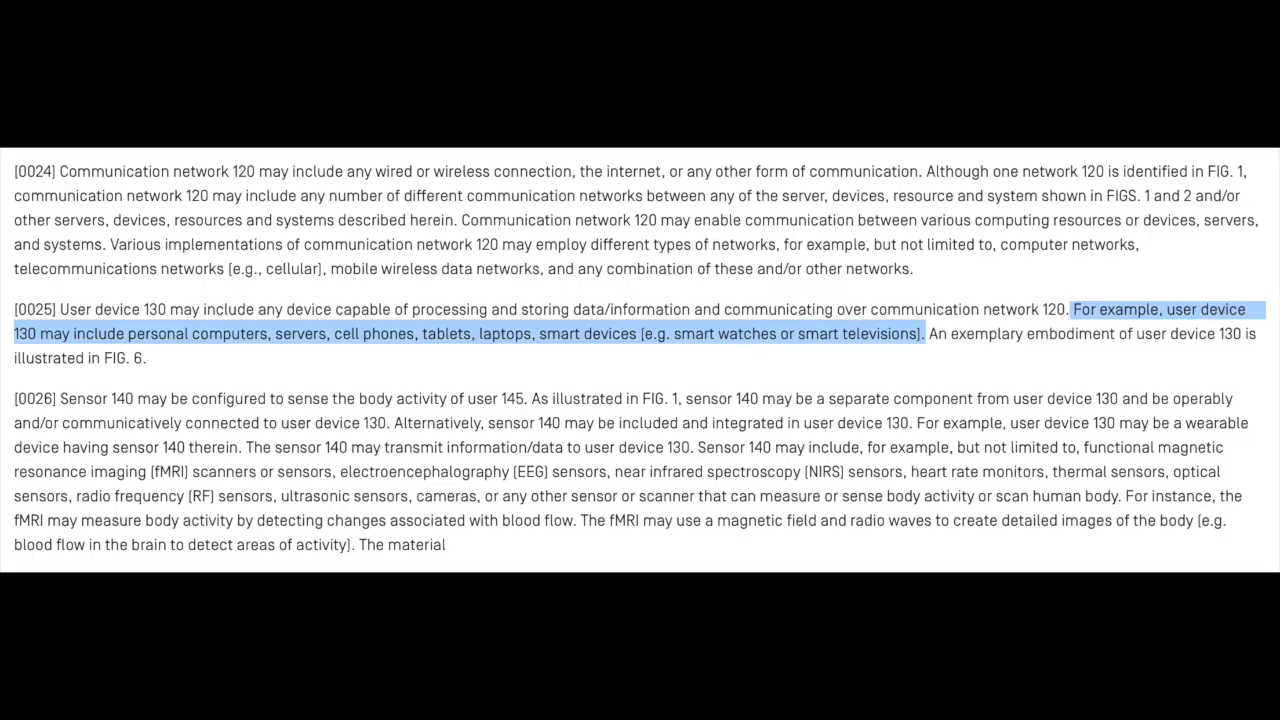 [0024] Communication network 120 may include any wired or wireless connection, the internet, or any other form of communication. Although one network 120 is identified in FIG. 1,
communication network 120 may include any number of different communication networks between any of the server, devices, resource and system shown in FIGS. 1 and 2 and/or
other servers, devices, resources and systems described herein. Communication network 120 may enable communication between various computing resources or devices, servers,
and systems. Various implementations of communication network 120 may employ different types of networks, for example, but not limited to, computer networks,
telecommunications networks (e.g., cellular), mobile wireless data networks, and any combination of these and/or other networks.
[0025] User device 130 may include any device capable of processing and storing data/information and communicating over communication network 120. For example, user device
130 may include personal computers, servers, cell phones, tablets, laptops, smart devices (e.g. smart watches or smart televisions). An exemplary embodiment of user device 130 is
illustrated in FIG. 6.
[0026] Sensor 140 may be configured to sense the body activity of user 145. As illustrated in FIG. 1, sensor 140 may be a separate component from user device 130 and be operably
and/or communicatively connected to user device 130. Alternatively, sensor 140 may be included and integrated in user device 130. For example, user device 130 may be a wearable
device having sensor 140 therein. The sensor 140 may transmit information/data to user device 130. Sensor 140 may include, for example, but not limited to, functional magnetic
resonance imaging (fMRI) scanners or sensors, electroencephalography (EEG) sensors, near infrared spectroscopy (NIRS) sensors, heart rate monitors, thermal sensors, optical
sensors, radio frequency (RF) sensors, ultrasonic sensors, cameras, or any other sensor or scanner that can measure or sense body activity or scan human body. For instance, the
fMRI may measure body activity by detecting changes associated with blood flow. The fMRI may use a magnetic field and radio waves to create detailed images of the body (e.g.
blood flow in the brain to detect areas of activity). The material